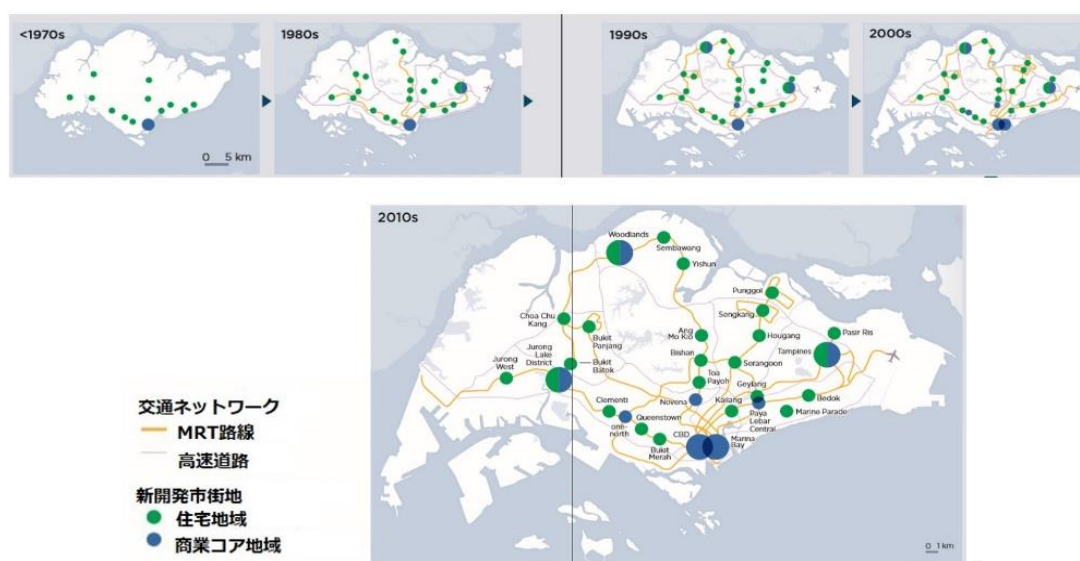 <1970s
0 5 km
1980s
1990s
2000s
2010s
Woodlands
Sembawang
Yishun
Punggol
Sengkang
Choa Chu
Kang
Bukit
Panjang
Ang
Mo Kio
Hougang
Pasir Ris
Jurong
Lake
District
Bukit
Batok
Bishan
Serangoon
Tampines
Jurong
West
Toa
Payoh
Geylang
Clementi
Novena
Kallang
Bedok
Queenstown
Paya
Lebar
Central
Marine Parade
one-
north
CBD
Marina
Bay
Bukit
Merah
0 1 km
交通ネットワーク
MRT路線
高速道路
新開発市街地
住宅地域
商業コア地域